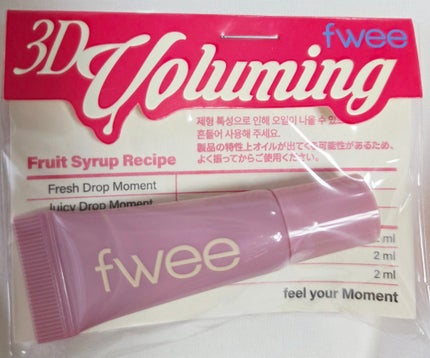 fwee
3D Voluming
제형 특성으로 인해 오일이 나올 수 있
흔들어 사용해 주세요.
製品の特性上オイルが出てくる可能性があるため、
よく振ってからご使用ください。
Fruit Syrup Recipe
Fresh Drop Moment
Juicy Drop Moment
fwee
ml
2 ml
2 ml
feel your Moment